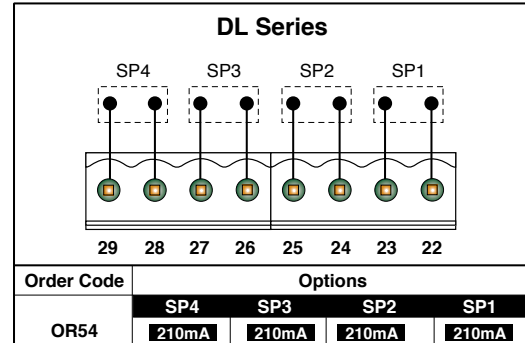 DL Series
SP4 SP3 SP2 SP1
29 28 27 26 25 24 23 22
Order Code Options
SP4 SP3 SP2 SP1
OR54 210mA 210mA 210mA 210mA